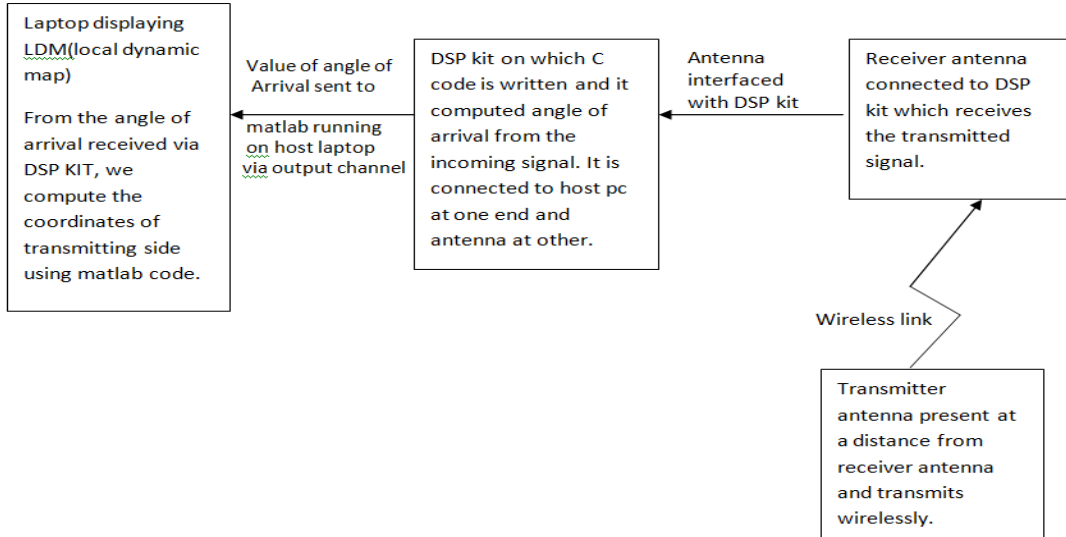 Laptop displaying
LDM(local dynamic
map)
From the angle of
arrival received via
DSP KIT, we
compute the
coordinates of
transmitting side
using matlab code.
Value of angle of
Arrival sent to
matlab running
on host laptop
via output channel
DSP kit on which C
code is written and it
computed angle of
arrival from the
incoming signal. It is
connected to host pc
at one end and
antenna at other.
Antenna
interfaced
with DSP kit
Receiver antenna
connected to DSP
kit which receives
the transmitted
signal.
Wireless link
Transmitter
antenna present at
a distance from
receiver antenna
and transmits
wirelessly.